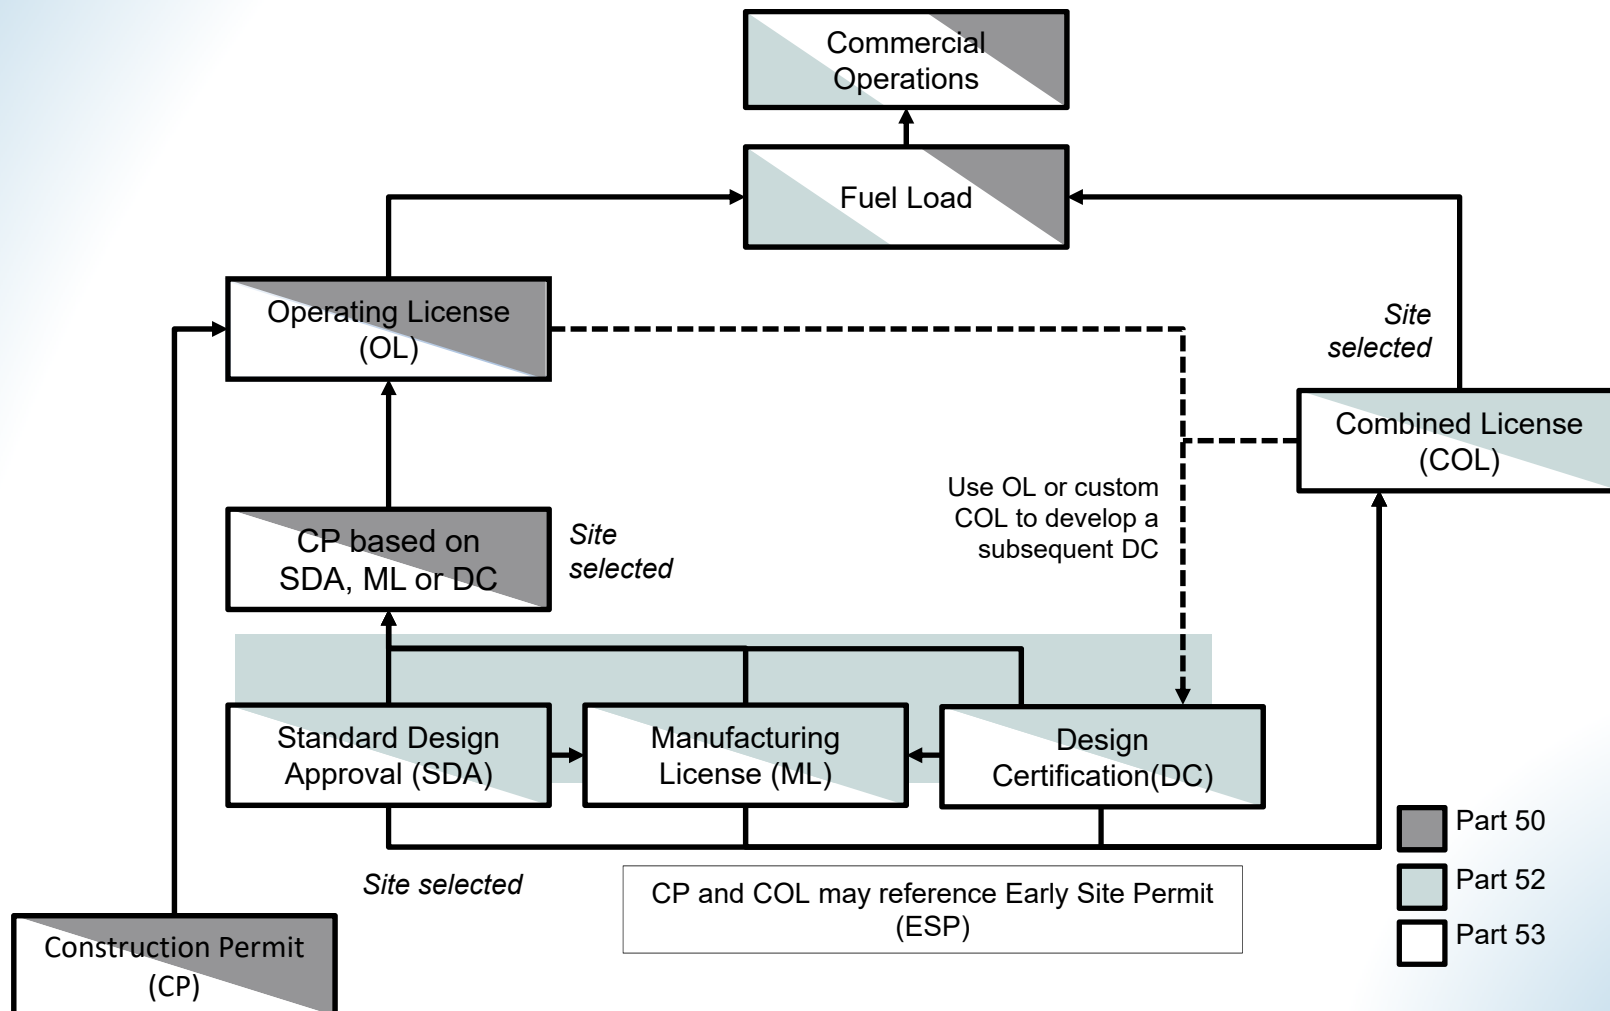 Commercial
Operations
Fuel Load
Operating License
(OL)
Site
selected
Combined License
(COL)
Use OL or custom
COL to develop a
subsequent DC
CP based on
SDA, ML or DC
Site
selected
Standard Design
Approval (SDA)
Manufacturing
License (ML)
Design
Certification(DC)
Part 50
Part 52
Part 53
Site selected
CP and COL may reference Early Site Permit
(ESP)
Construction Permit
(CP)